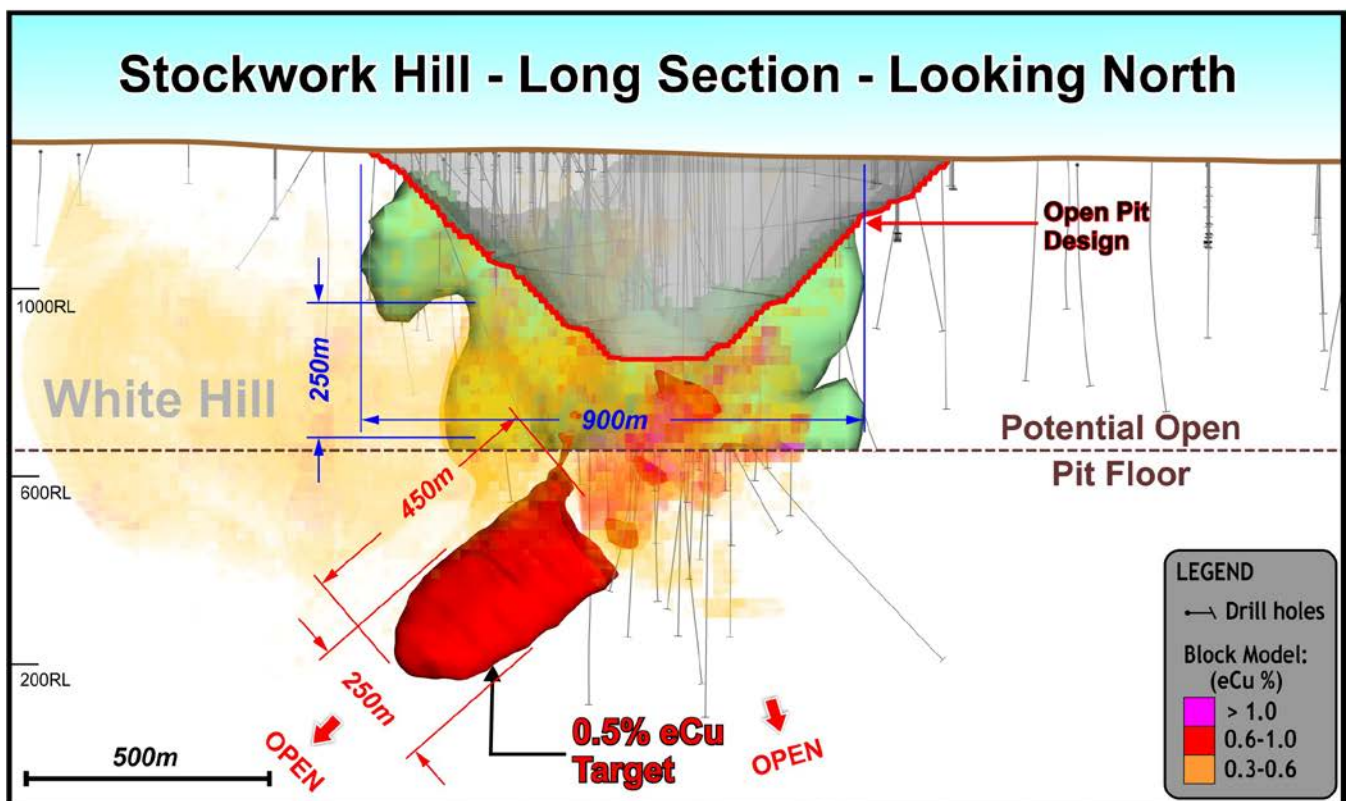 Stockwork Hill - Long Section - Looking North
Open Pit
Design
1000RL
250m
White Hill
900m
Potential Open
Pit Floor
600RL
450m
200RL
250m
OPEN
0.5% eCu
Target
OPEN
500m
LEGEND
Drill holes
Block Model:
(eCu %)
> 1.0
0.6-1.0
0.3-0.6